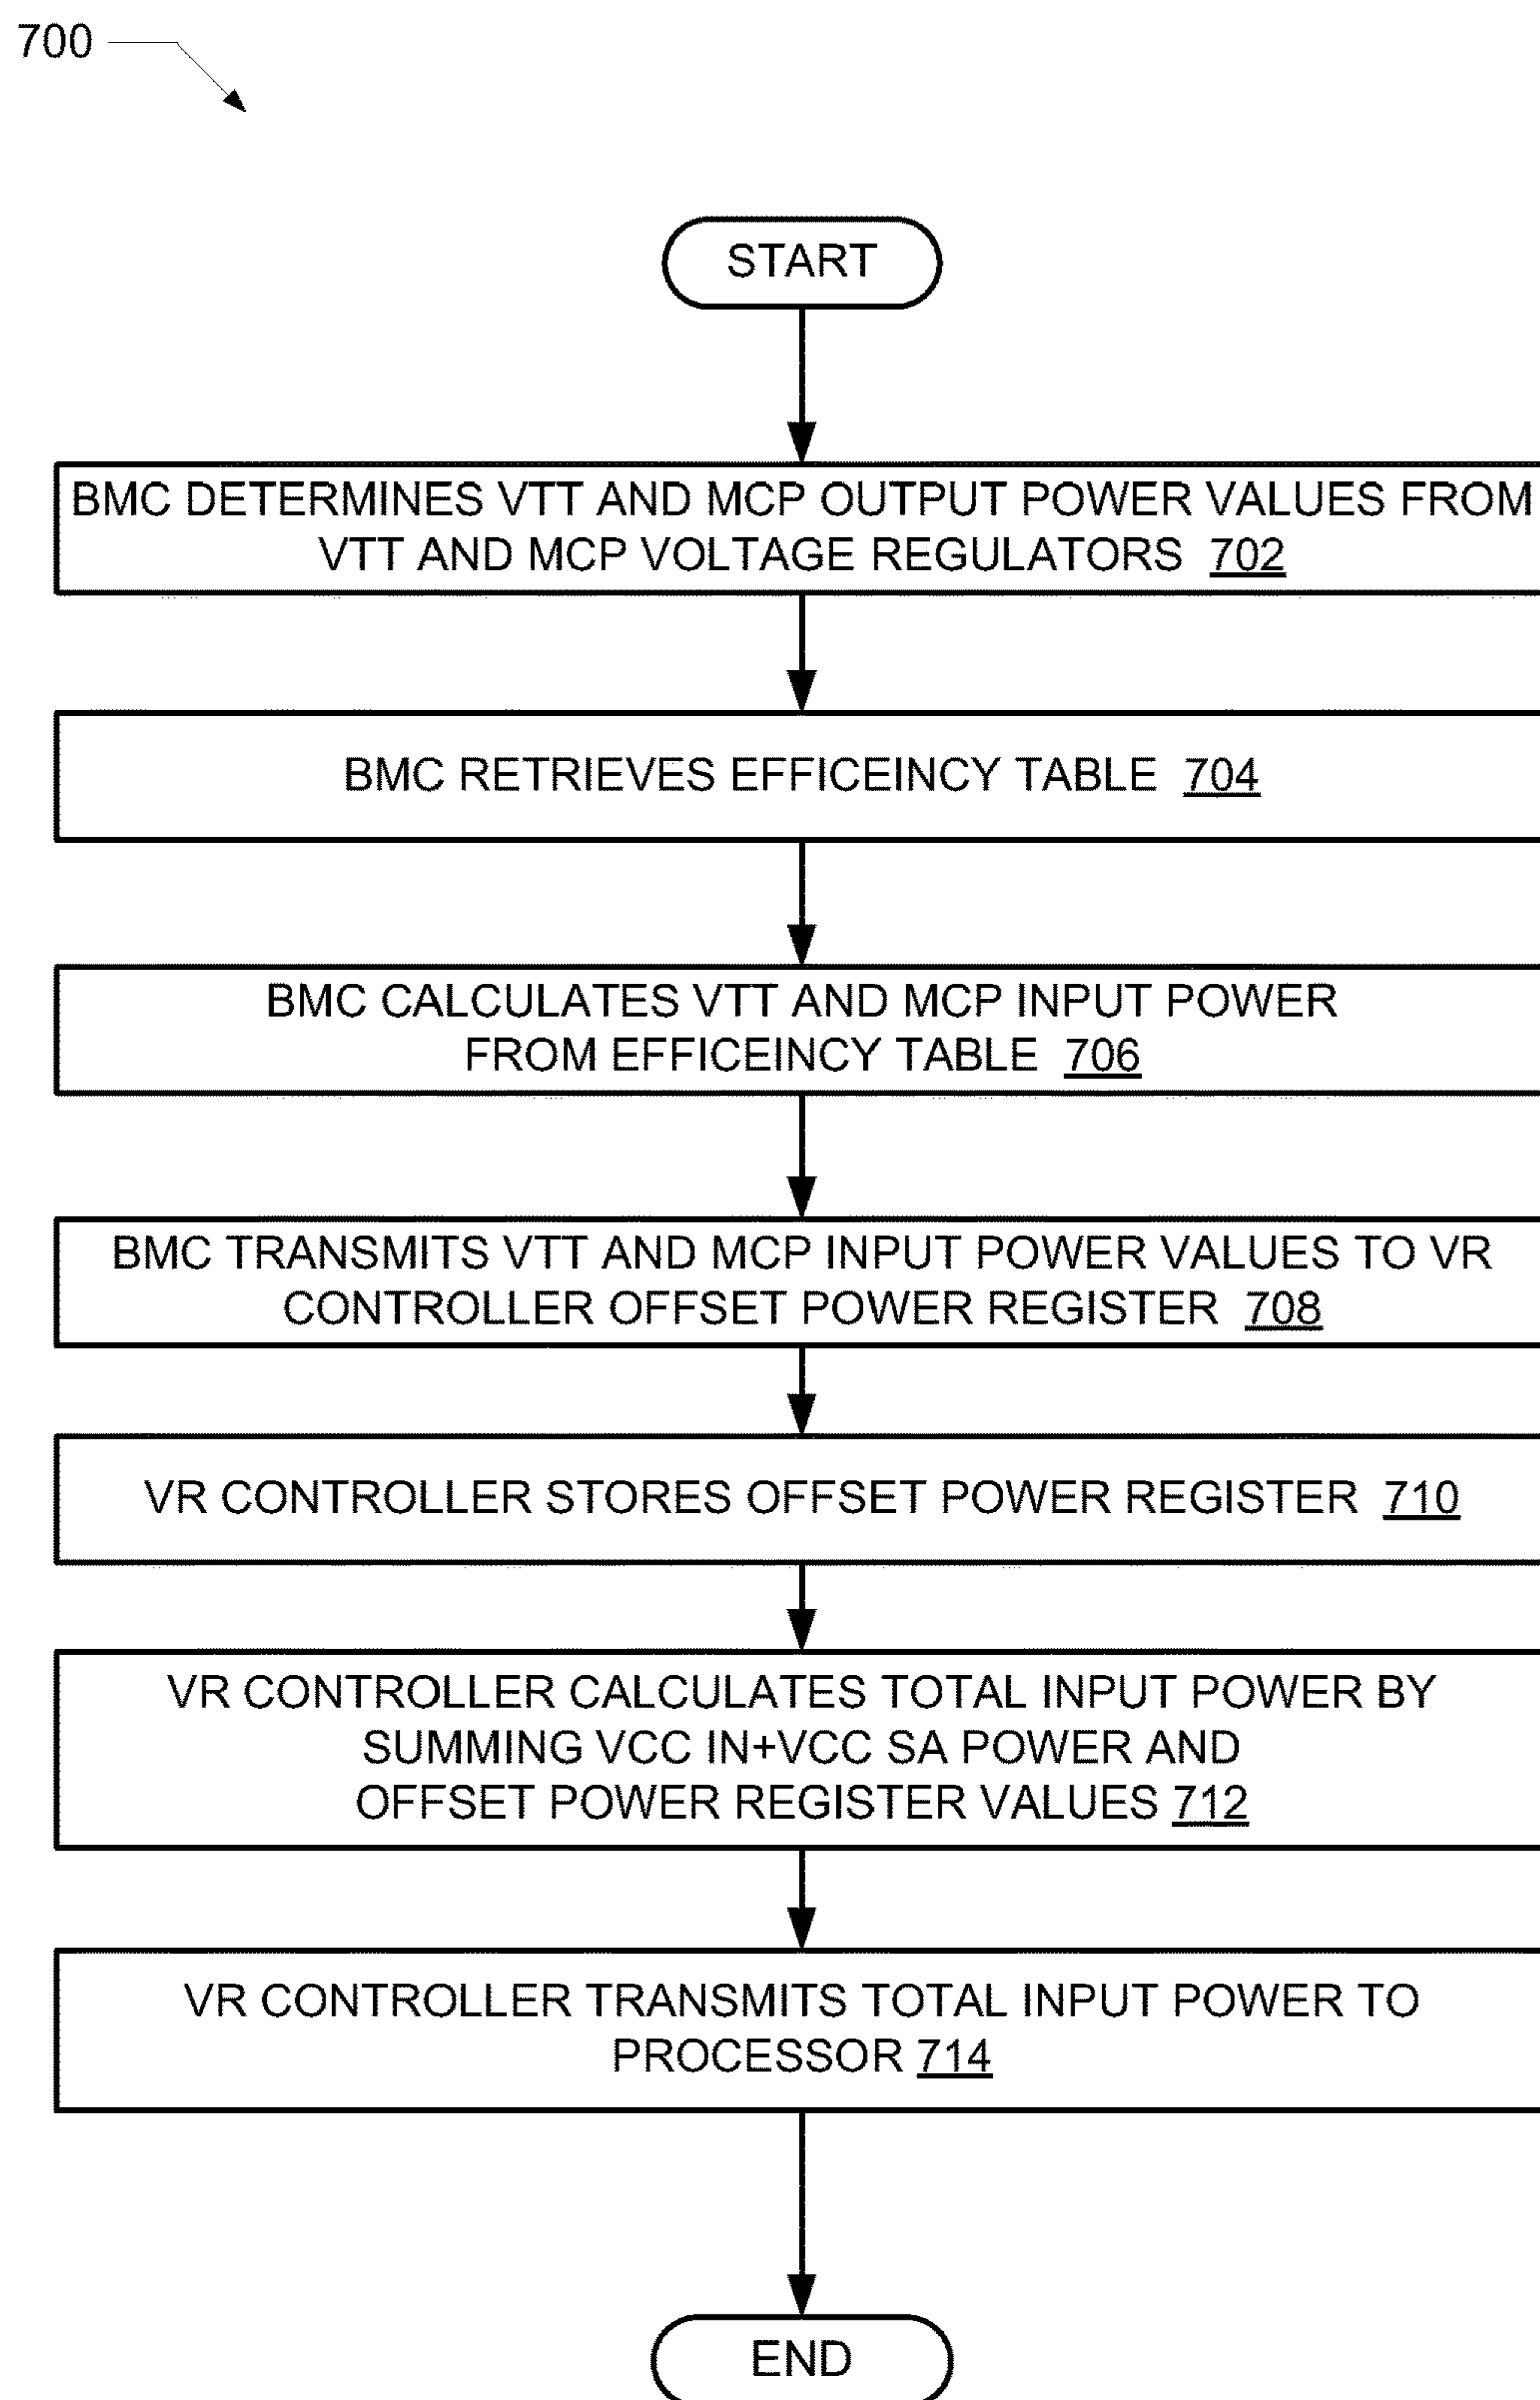 700
START
BMC DETERMINES VTT AND MCP OUTPUT POWER VALUES FROM
VTT AND MCP VOLTAGE REGULATORS 702
BMC RETRIEVES EFFICEINCY TABLE 704
BMC CALCULATES VTT AND MCP INPUT POWER
FROM EFFICEINCY TABLE 706
BMC TRANSMITS VTT AND MCP INPUT POWER VALUES TO VR
CONTROLLER OFFSET POWER REGISTER 708
VR CONTROLLER STORES OFFSET POWER REGISTER 710
VR CONTROLLER CALCULATES TOTAL INPUT POWER BY
SUMMING VCC IN+VCC SA POWER AND
OFFSET POWER REGISTER VALUES 712
VR CONTROLLER TRANSMITS TOTAL INPUT POWER TO
PROCESSOR 714
END